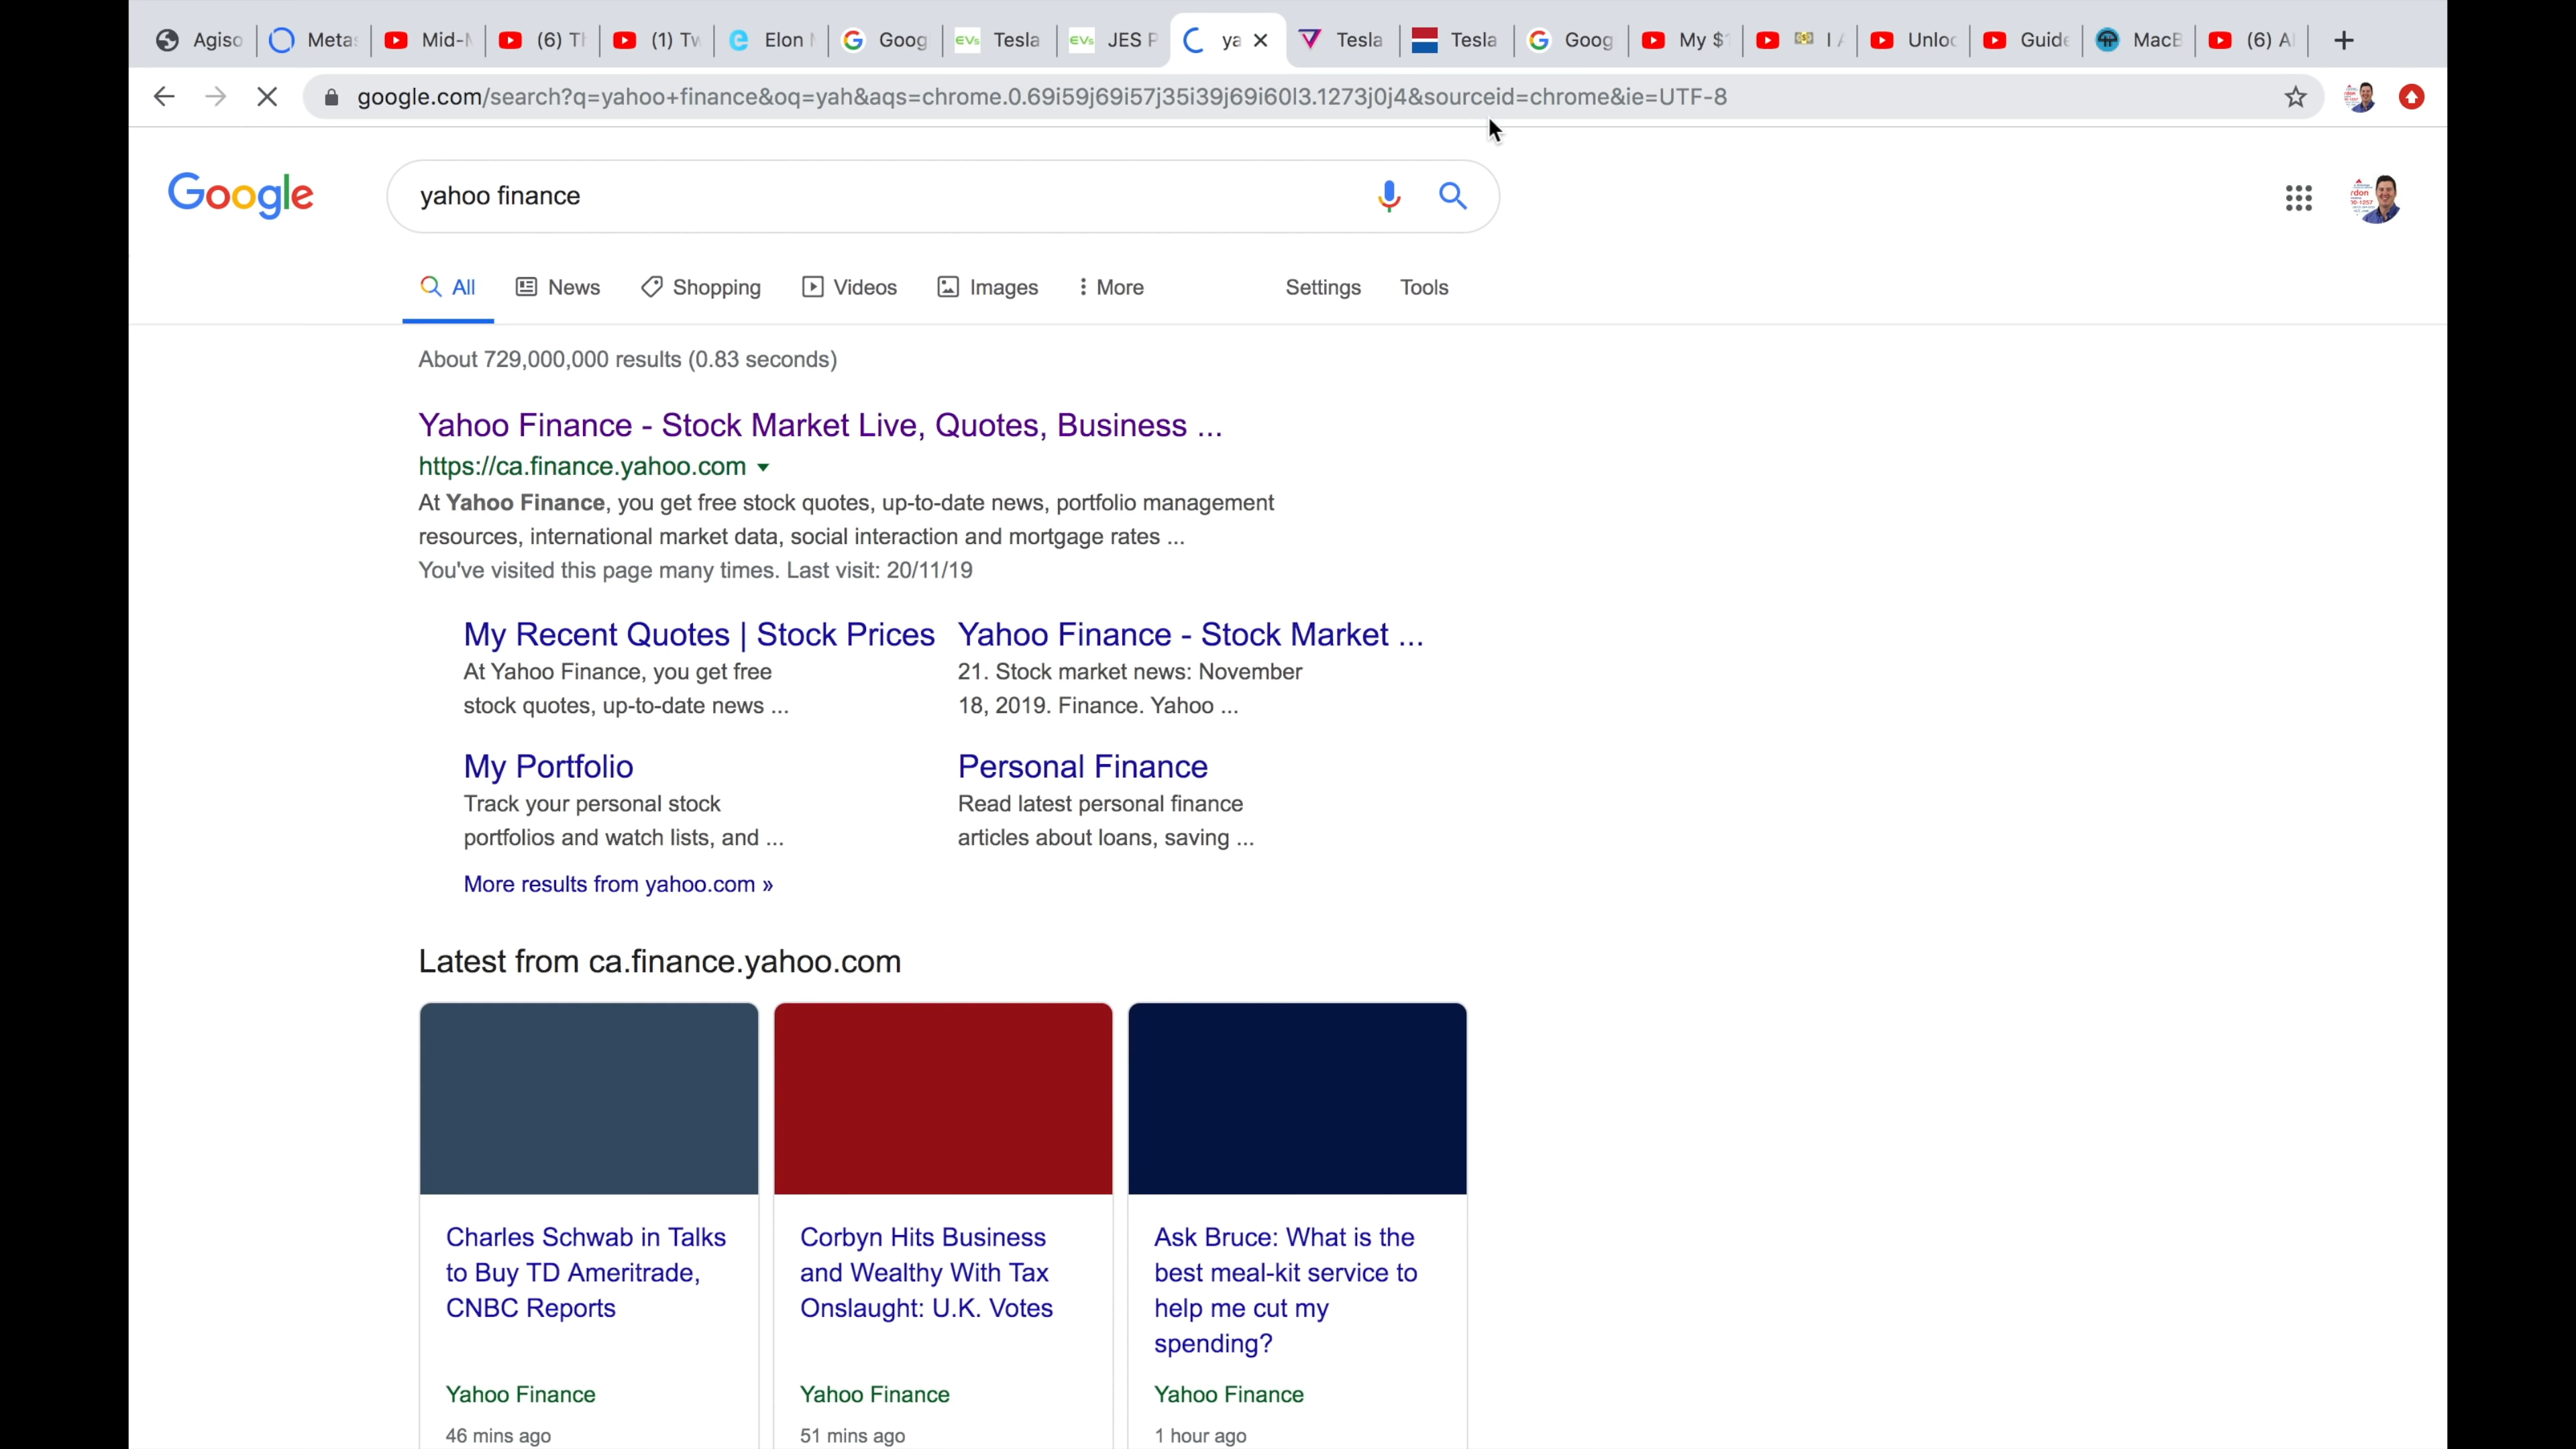 Agiso
Metas
Mid-M
(6) Th
(1) Tw
Elon M
Goog
Tesla
JES P
ya
Tesla
Tesla
Goog
My $
I A
Unloc
Guide
MacB
(6) A
google.com/search?q=yahoo+finance&oq=yah&aqs=chrome.0.69i59j69i57j35i39j69i60l3.1273j0j4&sourceid=chrome&ie=UTF-8
Google
yahoo finance
All
News
Shopping
Videos
Images
More
Settings
Tools
About 729,000,000 results (0.83 seconds)
Yahoo Finance - Stock Market Live, Quotes, Business ...
https://ca.finance.yahoo.com
At Yahoo Finance, you get free stock quotes, up-to-date news, portfolio management
resources, international market data, social interaction and mortgage rates ...
You've visited this page many times. Last visit: 20/11/19
My Recent Quotes | Stock Prices
At Yahoo Finance, you get free
stock quotes, up-to-date news ...
Yahoo Finance - Stock Market ...
21. Stock market news: November
18, 2019. Finance. Yahoo ...
My Portfolio
Track your personal stock
portfolios and watch lists, and ...
Personal Finance
Read latest personal finance
articles about loans, saving ...
More results from yahoo.com »
Latest from ca.finance.yahoo.com
Charles Schwab in Talks
to Buy TD Ameritrade,
CNBC Reports
Yahoo Finance
46 mins ago
Corbyn Hits Business
and Wealthy With Tax
Onslaught: U.K. Votes
Yahoo Finance
51 mins ago
Ask Bruce: What is the
best meal-kit service to
help me cut my
spending?
Yahoo Finance
1 hour ago